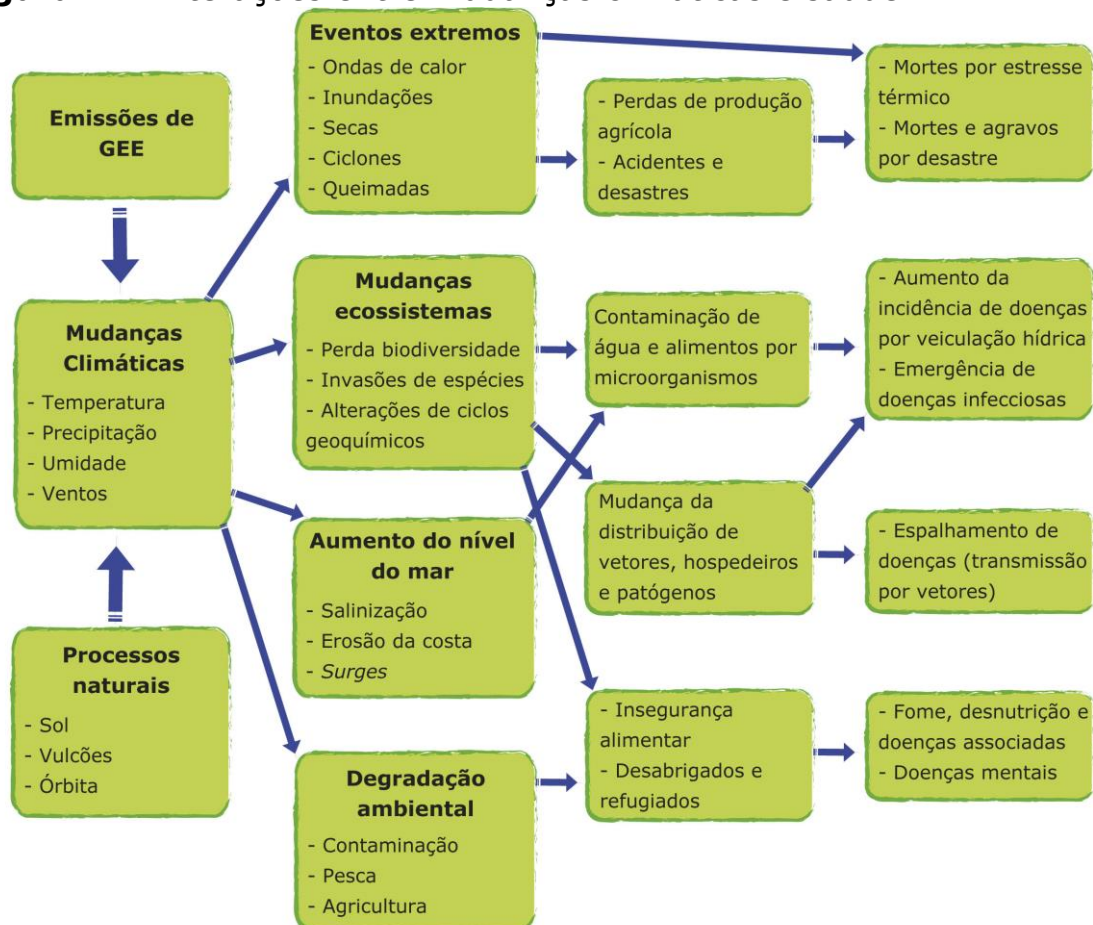 Eventos extremos
- Ondas de calor
- Inundações
- Secas
- Ciclones
- Queimadas
Emissões de
GEE
- Perdas de produção
agrícola
- Acidentes e
desastres
- Mortes por estresse
térmico
- Mortes e agravos
por desastre
Mudanças
Climáticas
- Temperatura
- Precipitação
- Umidade
- Ventos
Mudanças
ecossistemas
- Perda biodiversidade
- Invasões de espécies
- Alterações de ciclos
geoquímicos
Contaminação de
água e alimentos por
microorganismos
- Aumento da
incidência de doenças
por veiculação hídrica
- Emergência de
doenças infecciosas
Aumento do nível
do mar
- Salinização
- Erosão da costa
- Surges
Mudança da
distribuição de
vetores, hospedeiros
e patógenos
- Espalhamento de
doenças (transmissão
por vetores)
Processos
naturais
- Sol
- Vulcões
- Órbita
Degradação
ambiental
- Contaminação
- Pesca
- Agricultura
- Insegurança
alimentar
- Desabrigados e
refugiados
- Fome, desnutrição e
doenças associadas
- Doenças mentais